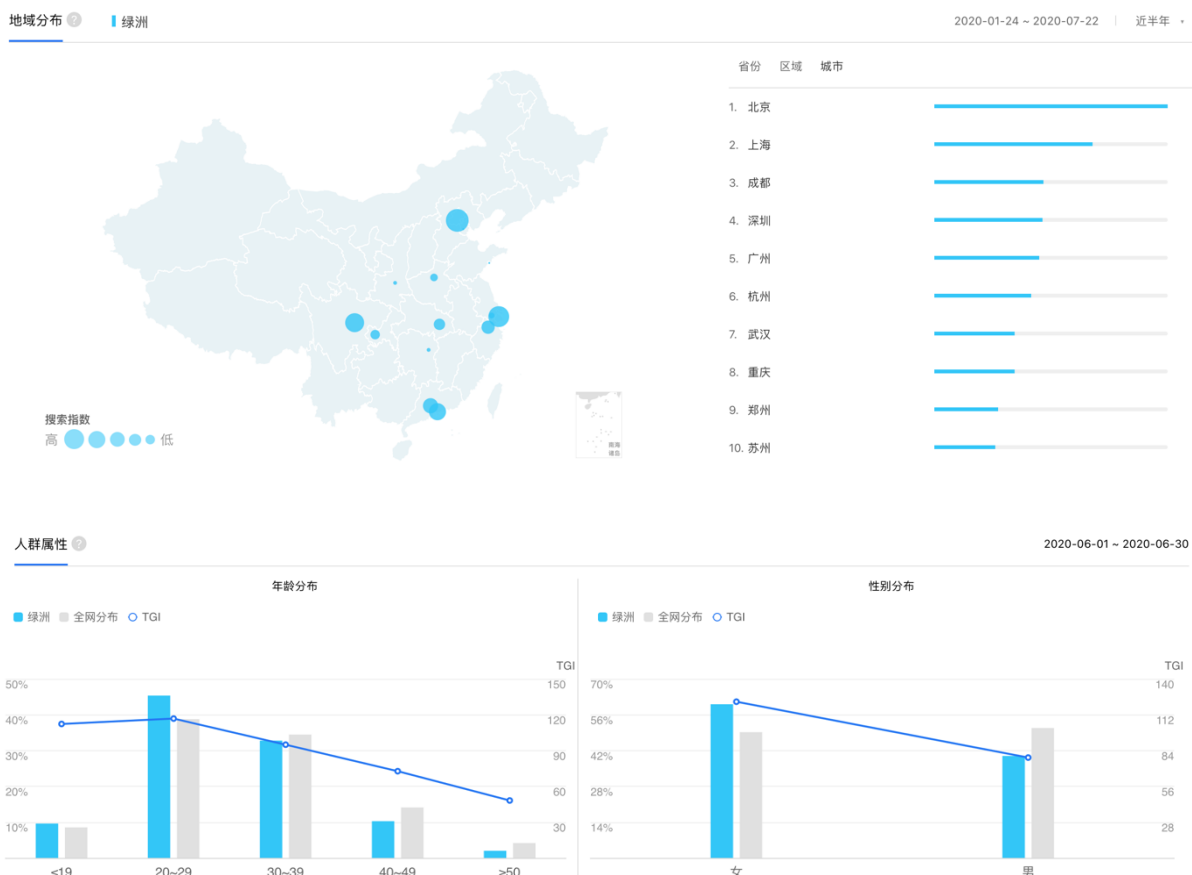 地域分布 ? 绿洲 2020-01-24 ~ 2020-07-22 近半年
省份 区域 城市
1. 北京
2. 上海
3. 成都
4. 深圳
5. 广州
6. 杭州
7. 武汉
8. 重庆
9. 郑州
10. 苏州
搜索指数
高 低
南海
诸岛
人群属性 ? 2020-06-01 ~ 2020-06-30
年龄分布
绿洲 全网分布 TGI
TGI
50% 150
40% 120
30% 90
20% 60
10% 30
≤19 20~29 30~39 40~49 ≥50
性别分布
绿洲 全网分布 TGI
TGI
70% 140
56% 112
42% 84
28% 56
14% 28
女 男